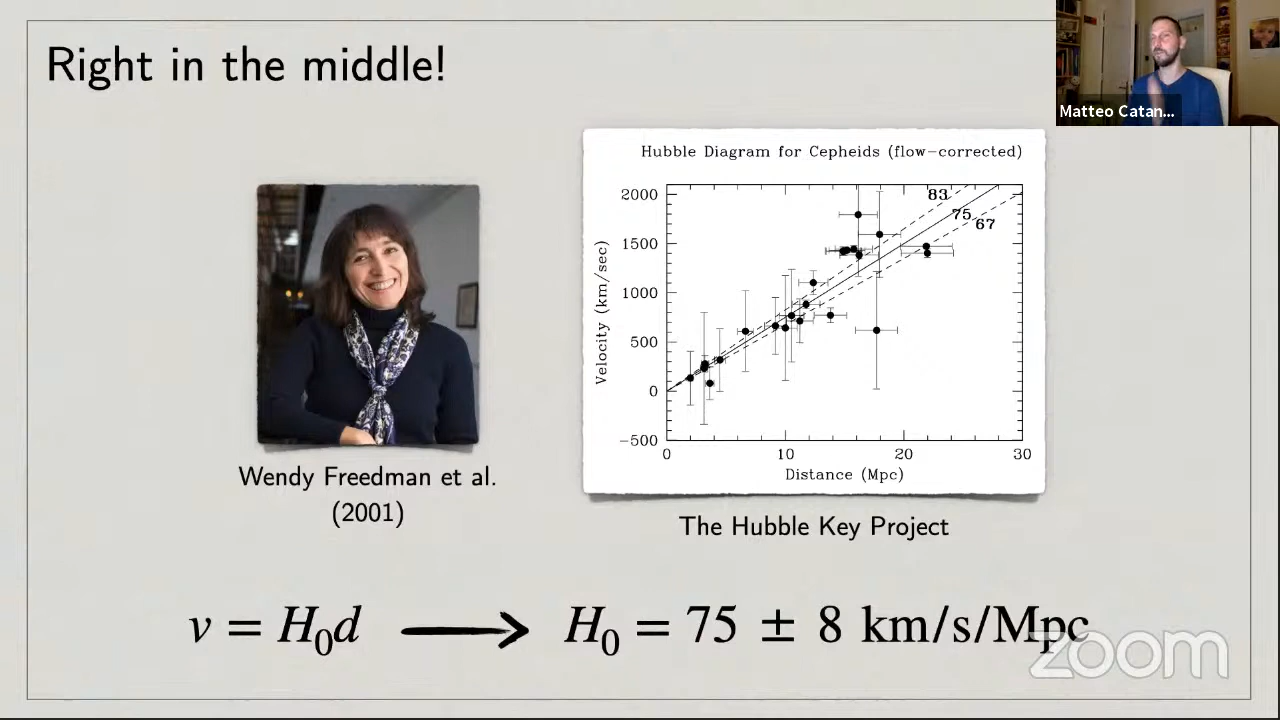 Right in the middle!
Matteo Catan...
Hubble Diagram for Cepheids (flow-corrected)
2000
1500
1000
500
0
-500
83
75
67
Velocity (km/sec)
0
10
20
30
Distance (Mpc)
Wendy Freedman et al.
(2001)
The Hubble Key Project
v = H₀d ⟶ H₀ = 75 ± 8 km/s/Mpc
zoom